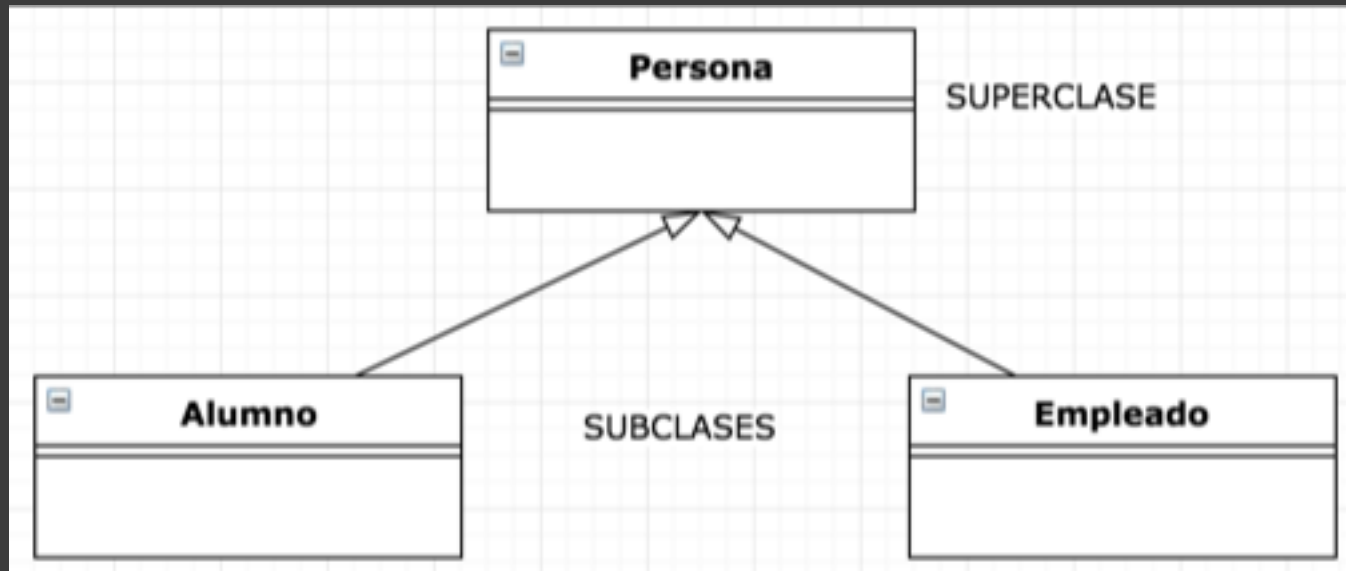 Persona
SUPERCLASE
Alumno
SUBCLASES
Empleado